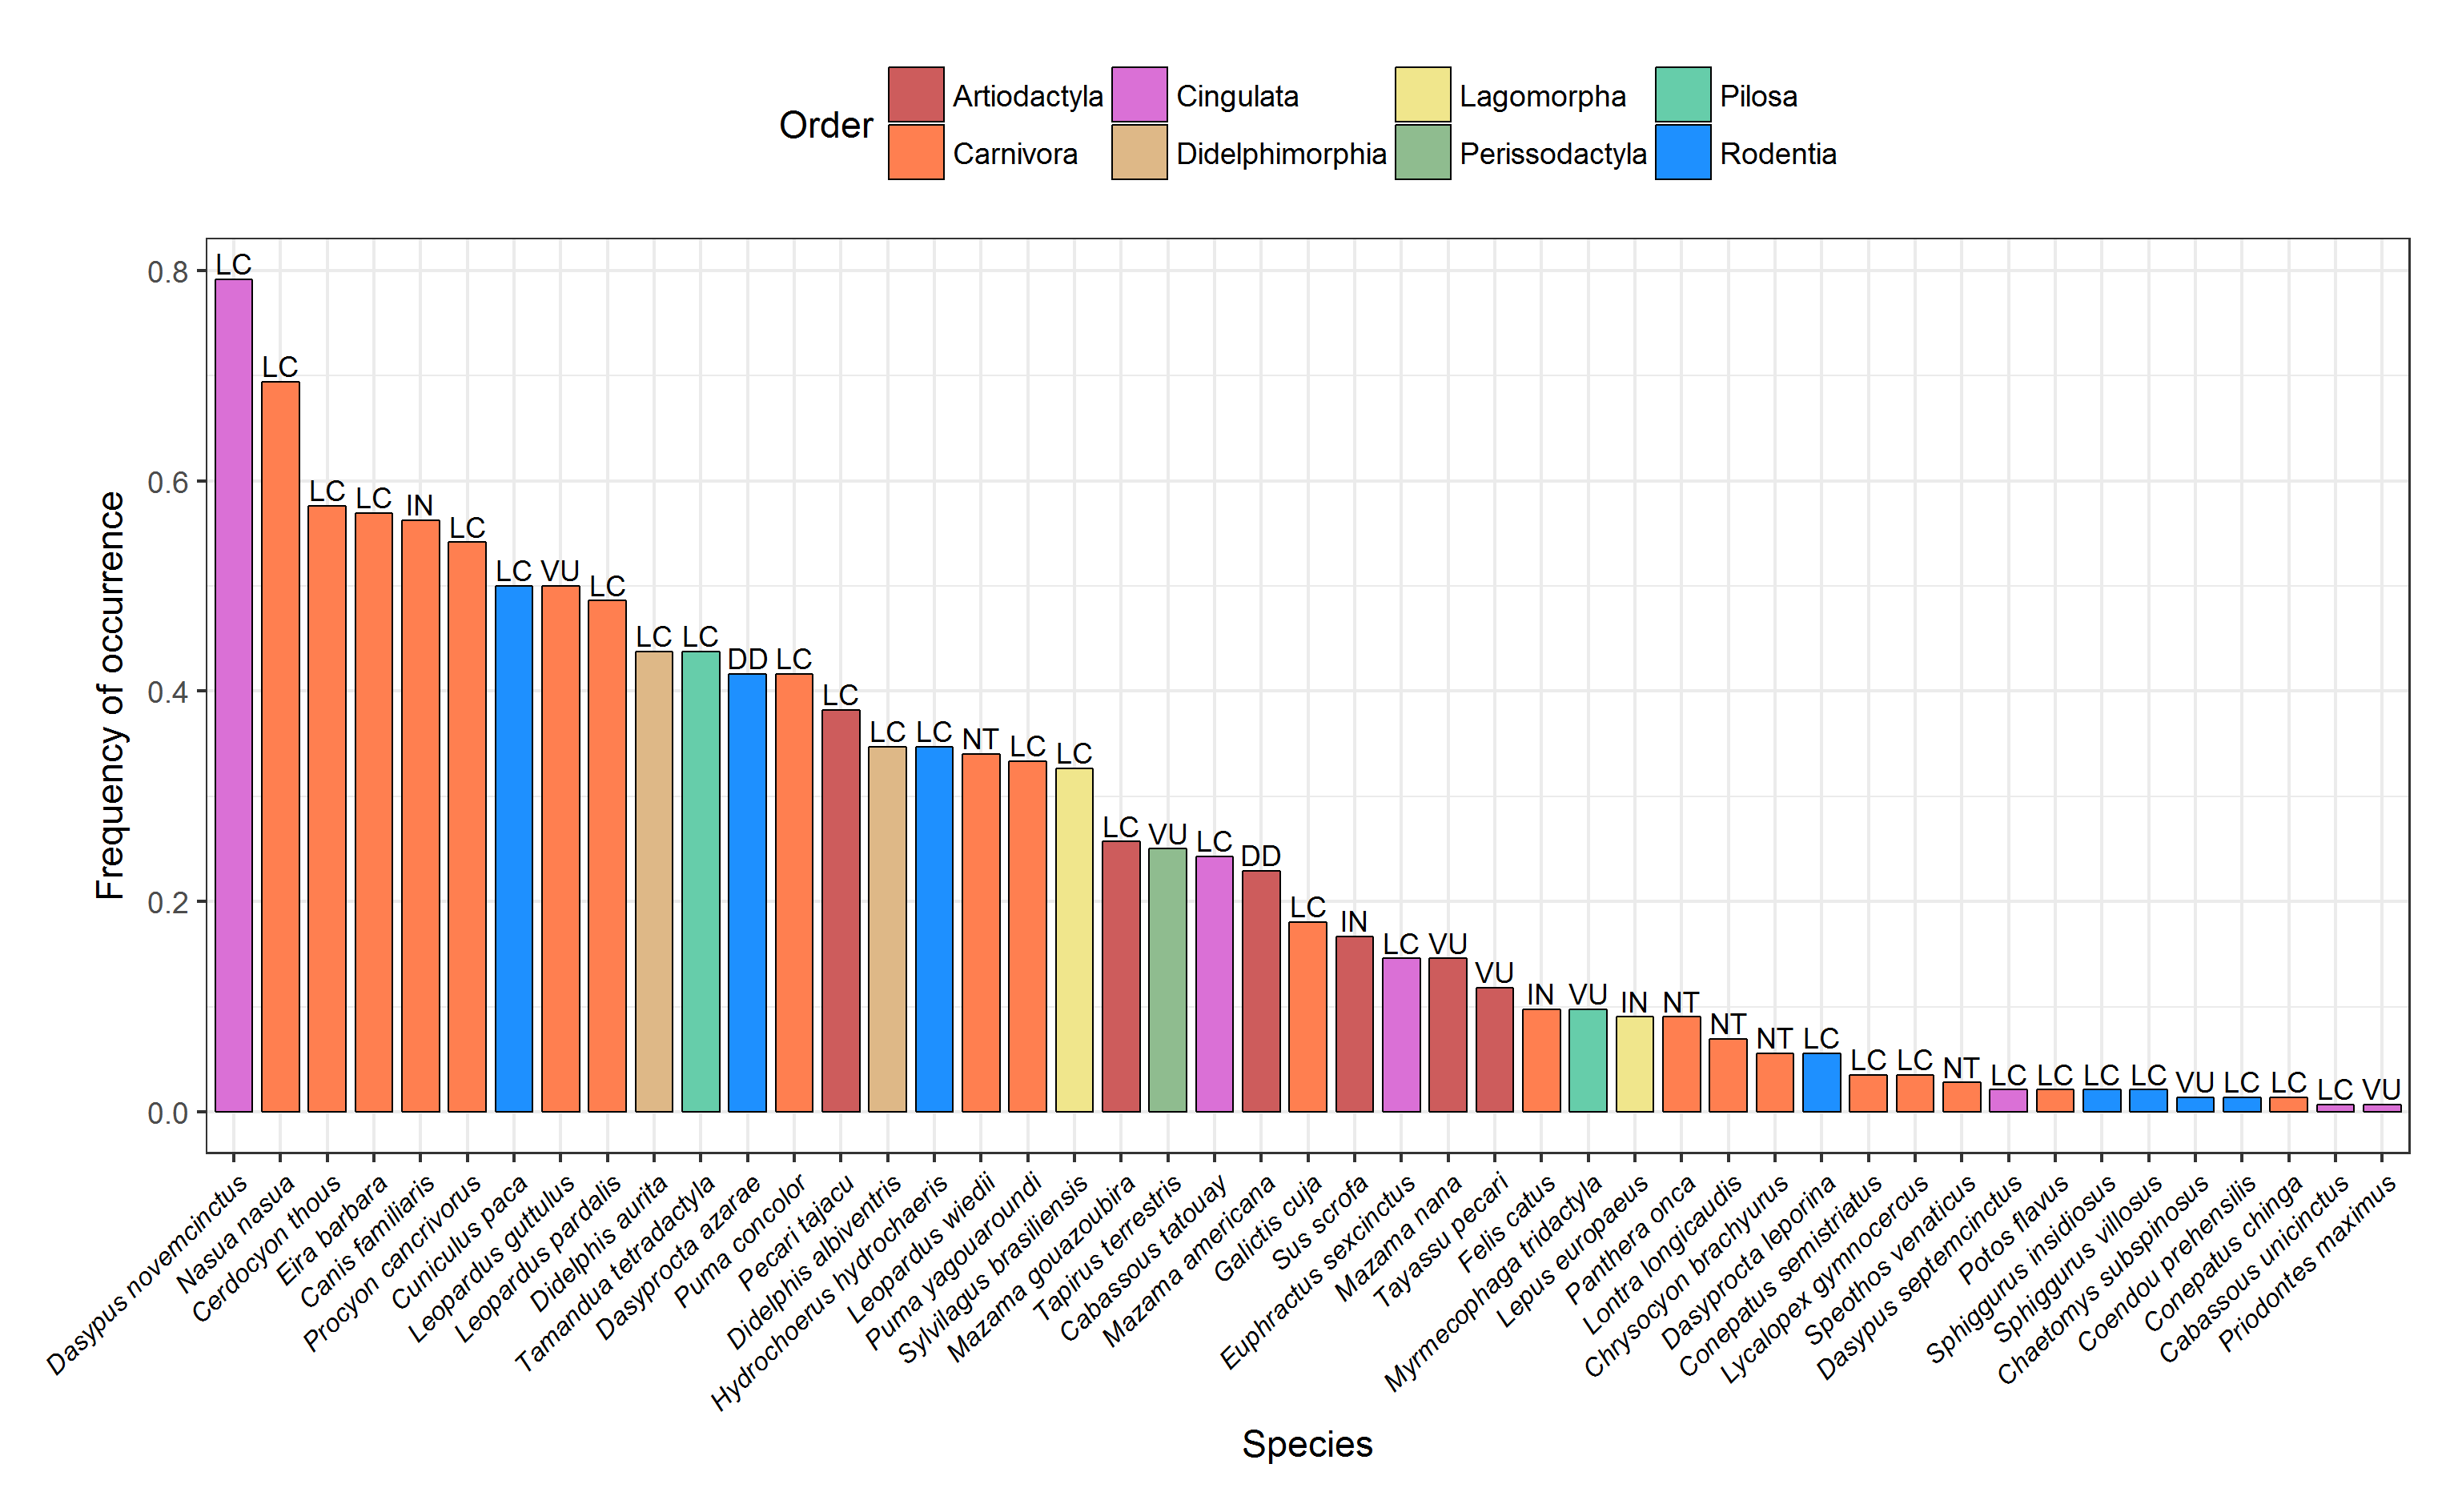 Order
Artiodactyla
Cingulata
Lagomorpha
Pilosa
Carnivora
Didelphimorphia
Perissodactyla
Rodentia
Frequency of occurrence
0.8
0.6
0.4
0.2
0.0
LC
LC
LC
LC
IN
LC
LC
VU
LC
LC
LC
DD
LC
LC
LC
LC
NT
LC
LC
LC
VU
LC
DD
LC
IN
LC
VU
VU
IN
VU
IN
NT
NT
NT
LC
LC
LC
NT
LC
LC
LC
LC
VU
LC
LC
LC
VU
Dasypus novemcinctus
Nasua nasua
Cerdocyon thous
Eira barbara
Canis familiaris
Procyon cancrivorus
Cuniculus paca
Leopardus guttulus
Leopardus pardalis
Didelphis aurita
Tamandua tetradactyla
Dasyprocta azarae
Puma concolor
Pecari tajacu
Didelphis albiventris
Hydrochoerus hydrochaeris
Leopardus wiedii
Puma yagouaroundi
Sylvilagus brasiliensis
Mazama gouazoubira
Tapirus terrestris
Cabassous tatouay
Mazama americana
Galictis cuja
Sus scrofa
Euphractus sexcinctus
Mazama nana
Tayassu pecari
Felis catus
Myrmecophaga tridactyla
Lepus europaeus
Panthera onca
Lontra longicaudis
Chrysocyon brachyurus
Dasyprocta leporina
Conepatus semistriatus
Lycalopex gymnocercus
Speothos venaticus
Dasypus septemcinctus
Potos flavus
Sphiggurus insidiosus
Sphiggurus villosus
Chaetomys subspinosus
Coendou prehensilis
Conepatus chinga
Cabassous unicinctus
Priodontes maximus
Species